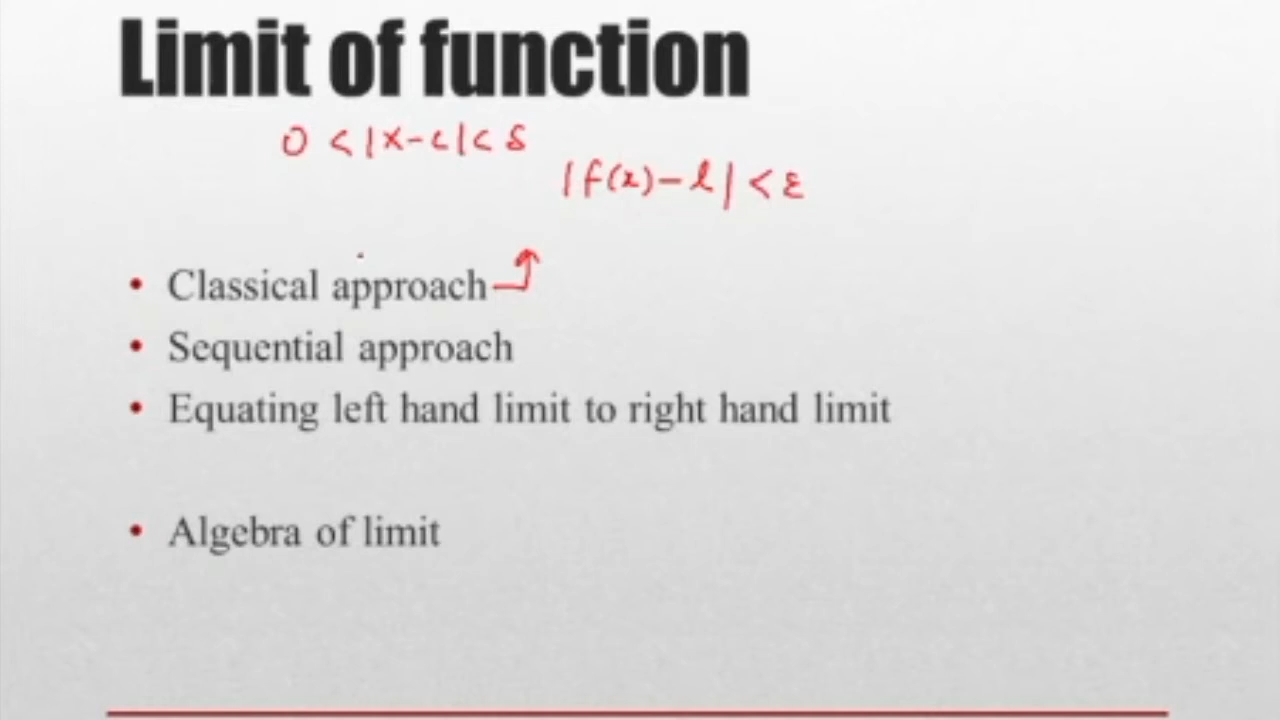 Limit of function
0 < |x-c| < δ
|f(x)-l| < ε
• Classical approach
• Sequential approach
• Equating left hand limit to right hand limit
• Algebra of limit